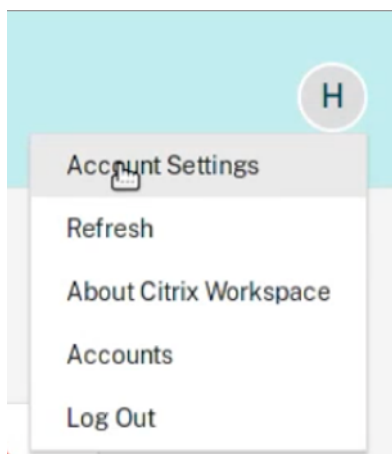 H
Account Settings
Refresh
About Citrix Workspace
Accounts
Log Out